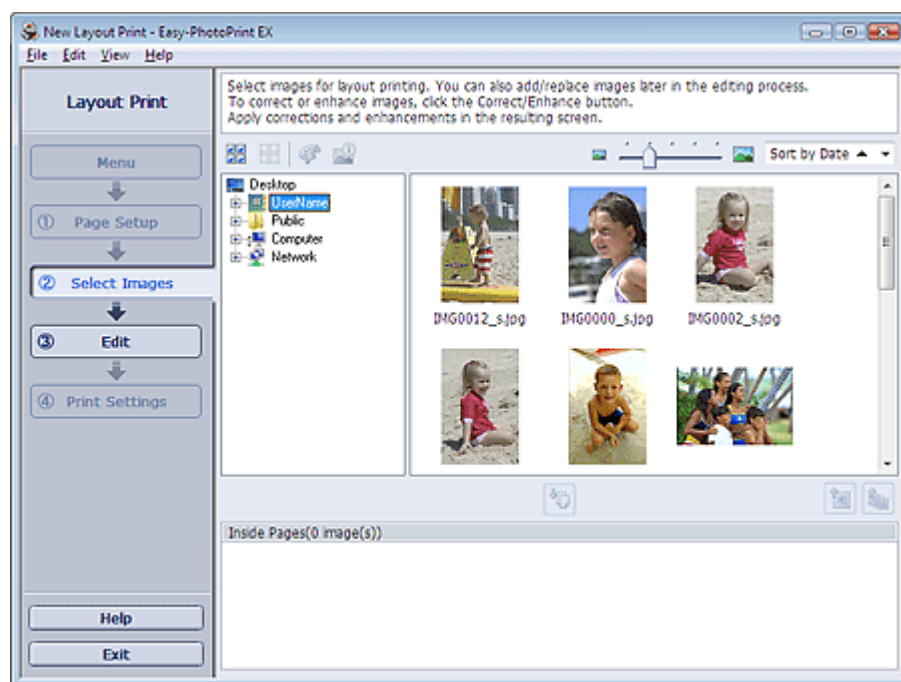 New Layout Print - Easy-PhotoPrint EX
File Edit View Help
Layout Print
Select images for layout printing. You can also add/replace images later in the editing process.
To correct or enhance images, click the Correct/Enhance button.
Apply corrections and enhancements in the resulting screen.
Menu
① Page Setup
② Select Images
③ Edit
④ Print Settings
Help
Exit
Sort by Date
Desktop
UserName
Public
Computer
Network
IMG0012_s.jpg IMG0000_s.jpg IMG0002_s.jpg
Inside Pages(0 image(s))